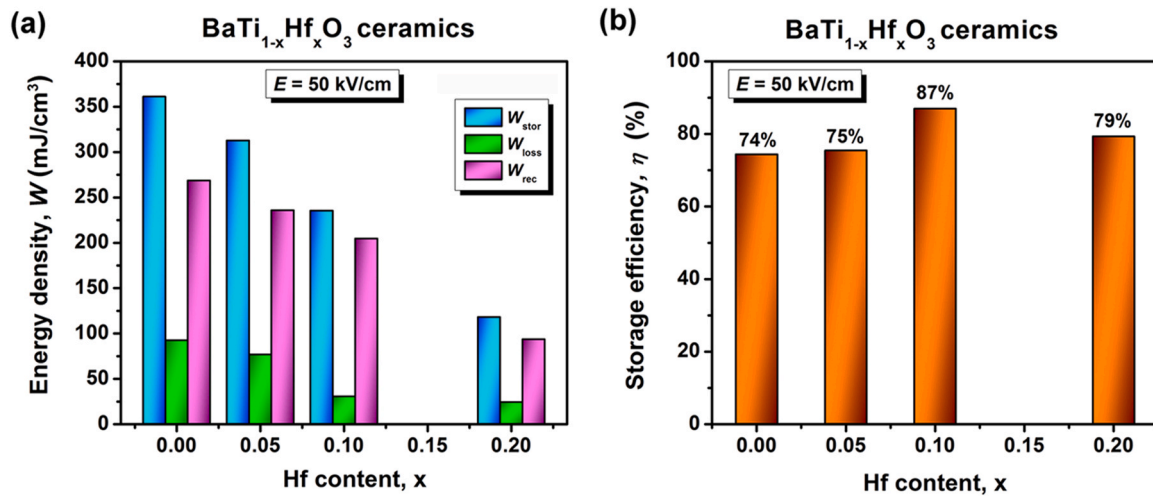 (a)
BaTi1-xHfxO3 ceramics
E = 50 kV/cm
Wstor
Wloss
Wrec
Energy density, W (mJ/cm3)
400
350
300
250
200
150
100
50
0
0.00 0.05 0.10 0.15 0.20
Hf content, x
(b)
BaTi1-xHfxO3 ceramics
E = 50 kV/cm
74% 75% 87% 79%
Storage efficiency, η (%)
100
80
60
40
20
0
0.00 0.05 0.10 0.15 0.20
Hf content, x